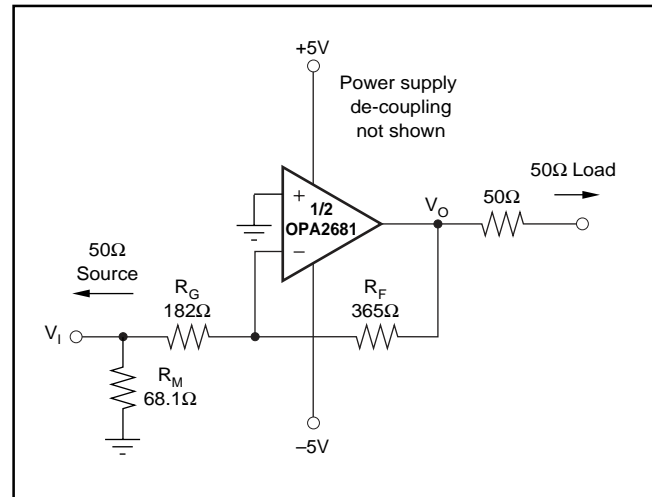 +5V
Power supply
de-coupling
not shown
+
1/2
OPA2681
−
V_O
50Ω
50Ω Load
50Ω
Source
R_G
182Ω
R_F
365Ω
V_I
R_M
68.1Ω
–5V